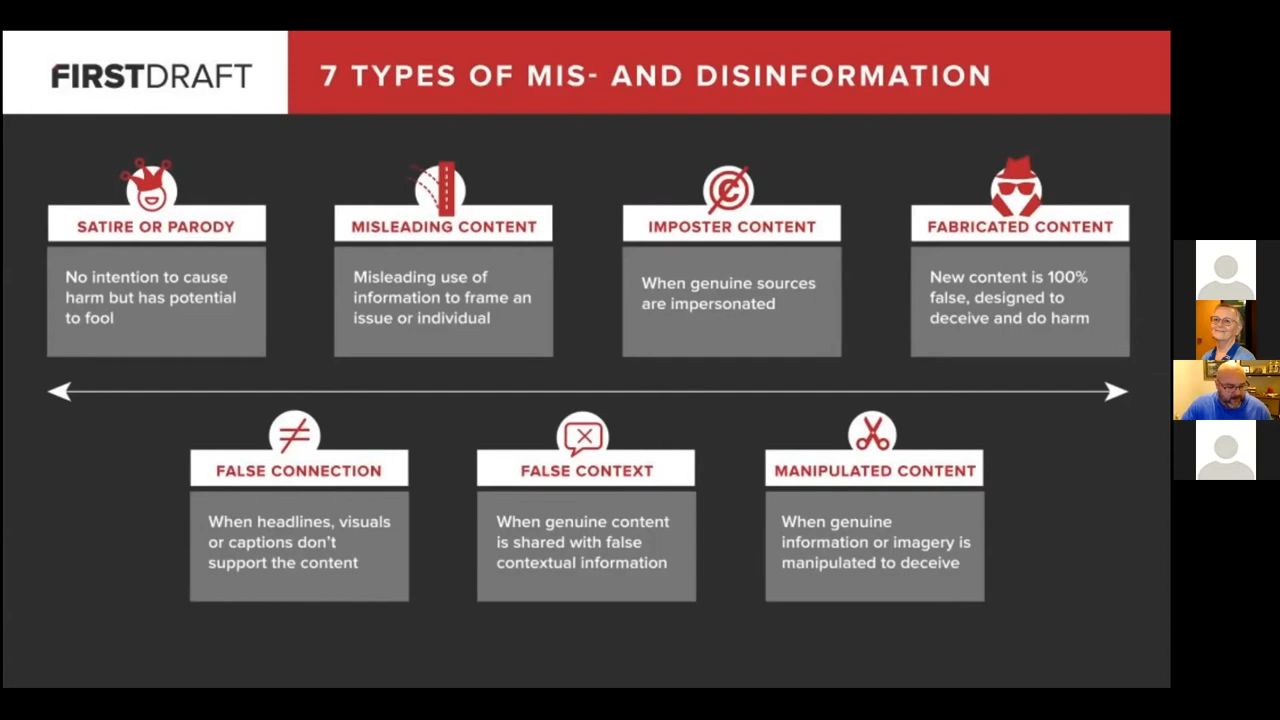 FIRSTDRAFT
7 TYPES OF MIS- AND DISINFORMATION
SATIRE OR PARODY
No intention to cause
harm but has potential
to fool
MISLEADING CONTENT
Misleading use of
information to frame an
issue or individual
IMPOSTER CONTENT
When genuine sources
are impersonated
FABRICATED CONTENT
New content is 100%
false, designed to
deceive and do harm
FALSE CONNECTION
When headlines, visuals
or captions don't
support the content
FALSE CONTEXT
When genuine content
is shared with false
contextual information
MANIPULATED CONTENT
When genuine
information or imagery is
manipulated to deceive